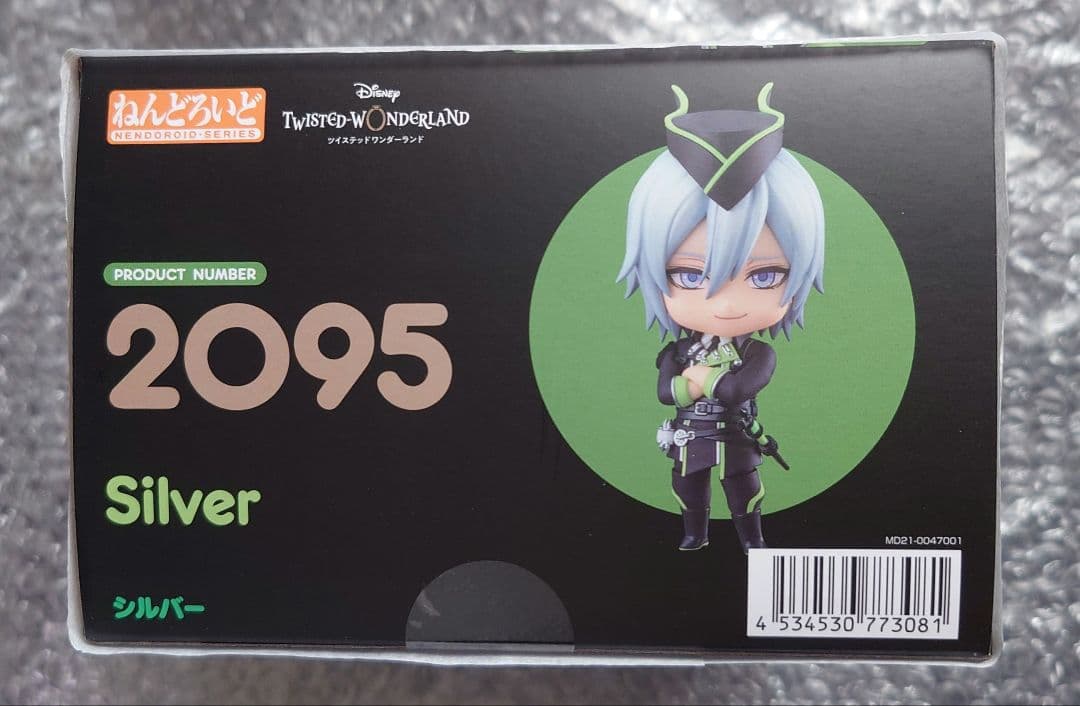 ねんどろいど
NENDOROID-SERIES
Disney
TWISTED-WONDERLAND
ツイステッドワンダーランド
PRODUCT NUMBER
2095
Silver
シルバー
MD21-0047001
4 534530 773081